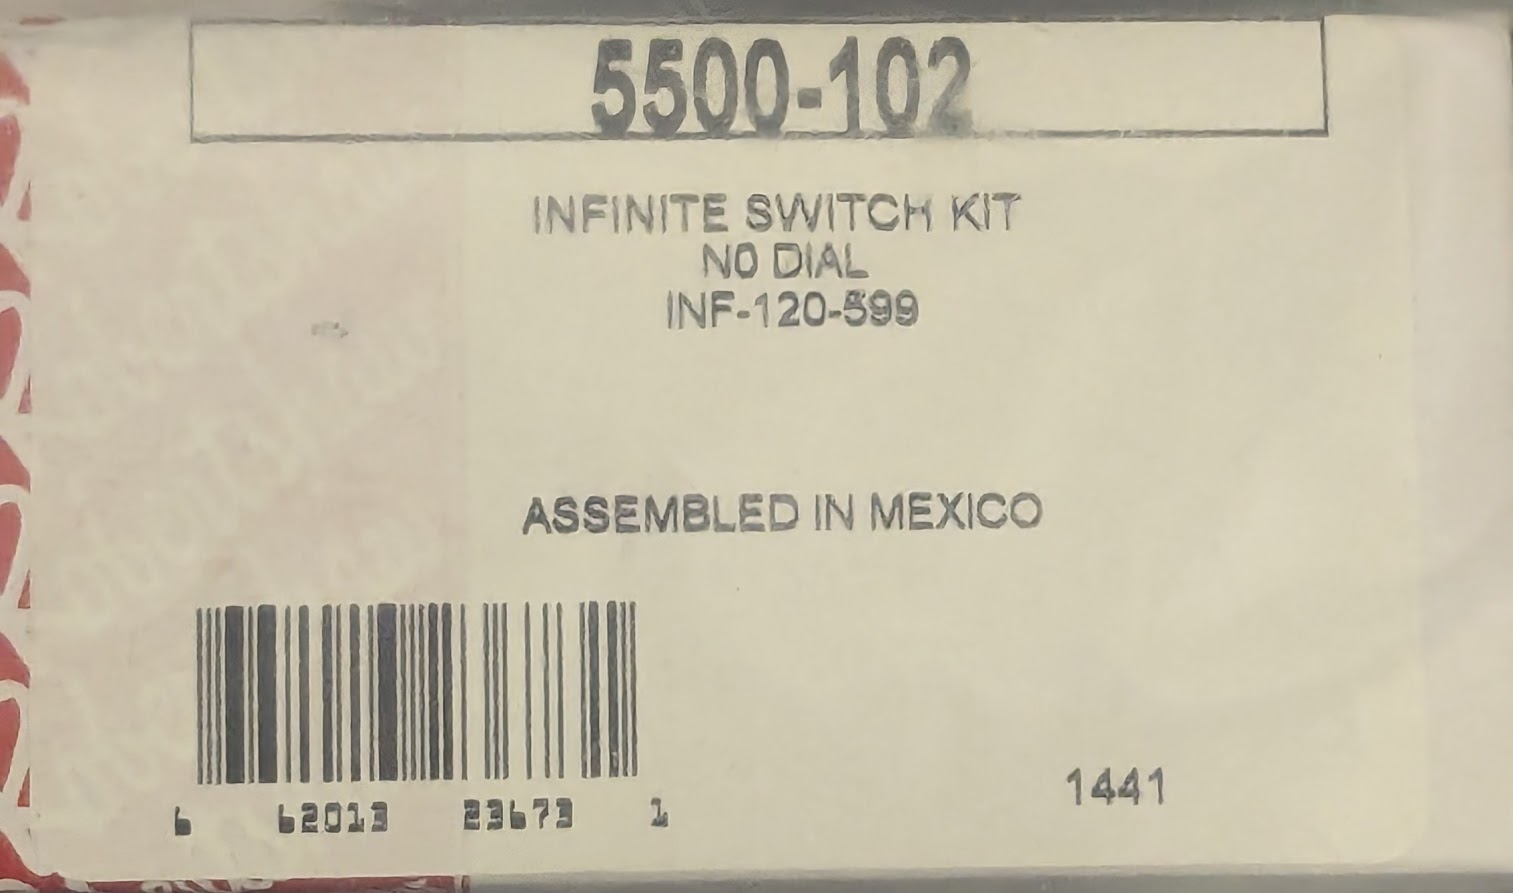 5500-102
INFINITE SWITCH KIT
NO DIAL
INF-120-599
ASSEMBLED IN MEXICO
1441
6 62013 23673 1